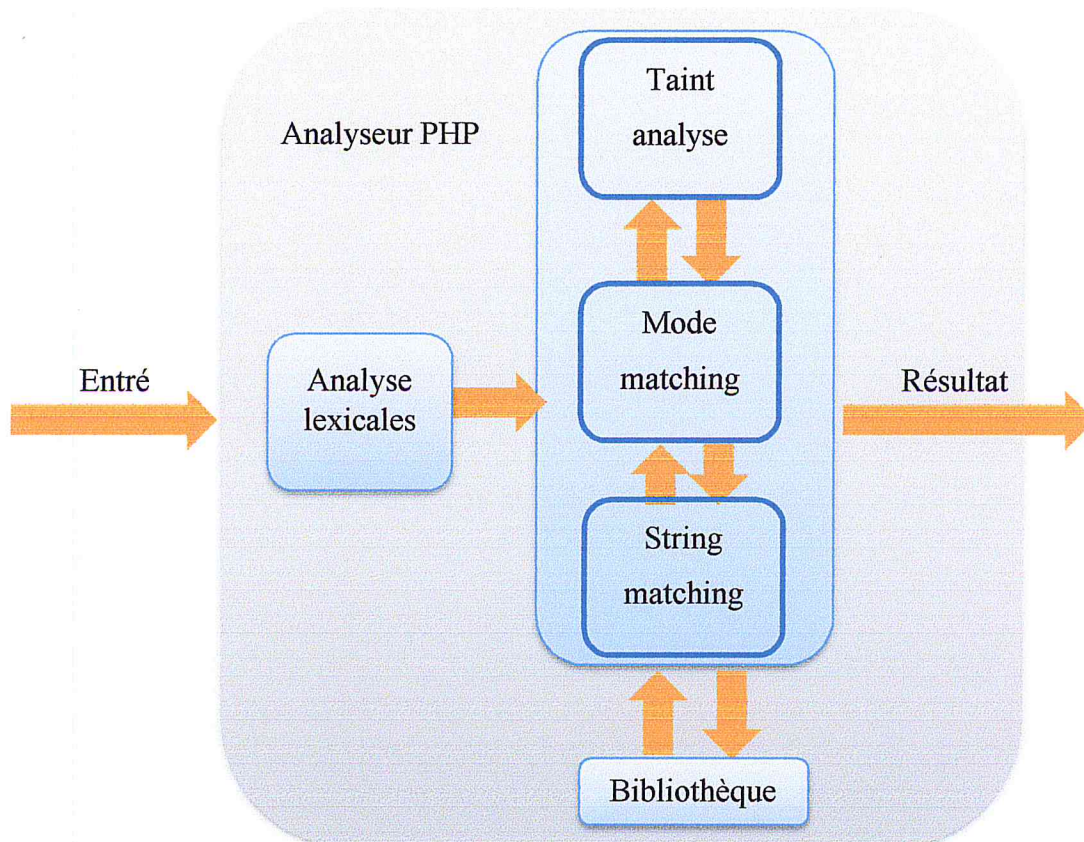 Taint
analyse
Analyseur PHP
Mode
matching
Entré
Analyse
lexicales
Résultat
String
matching
Bibliothèque